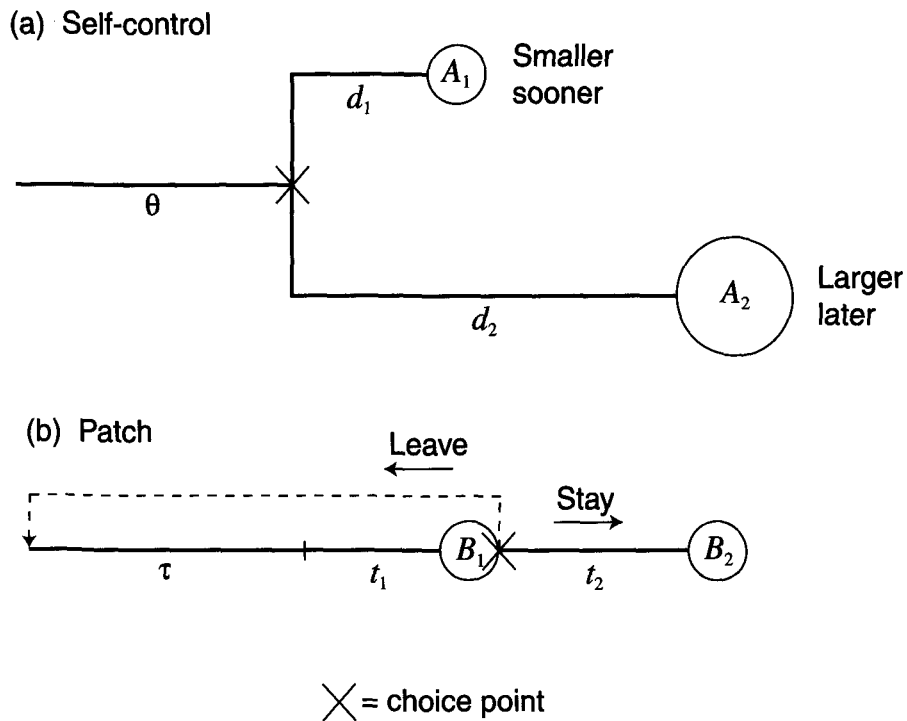 (a) Self-control
A₁
Smaller
sooner
d₁
θ
A₂
Larger
later
d₂
(b) Patch
Leave
Stay
B₁
B₂
τ
t₁
t₂
= choice point